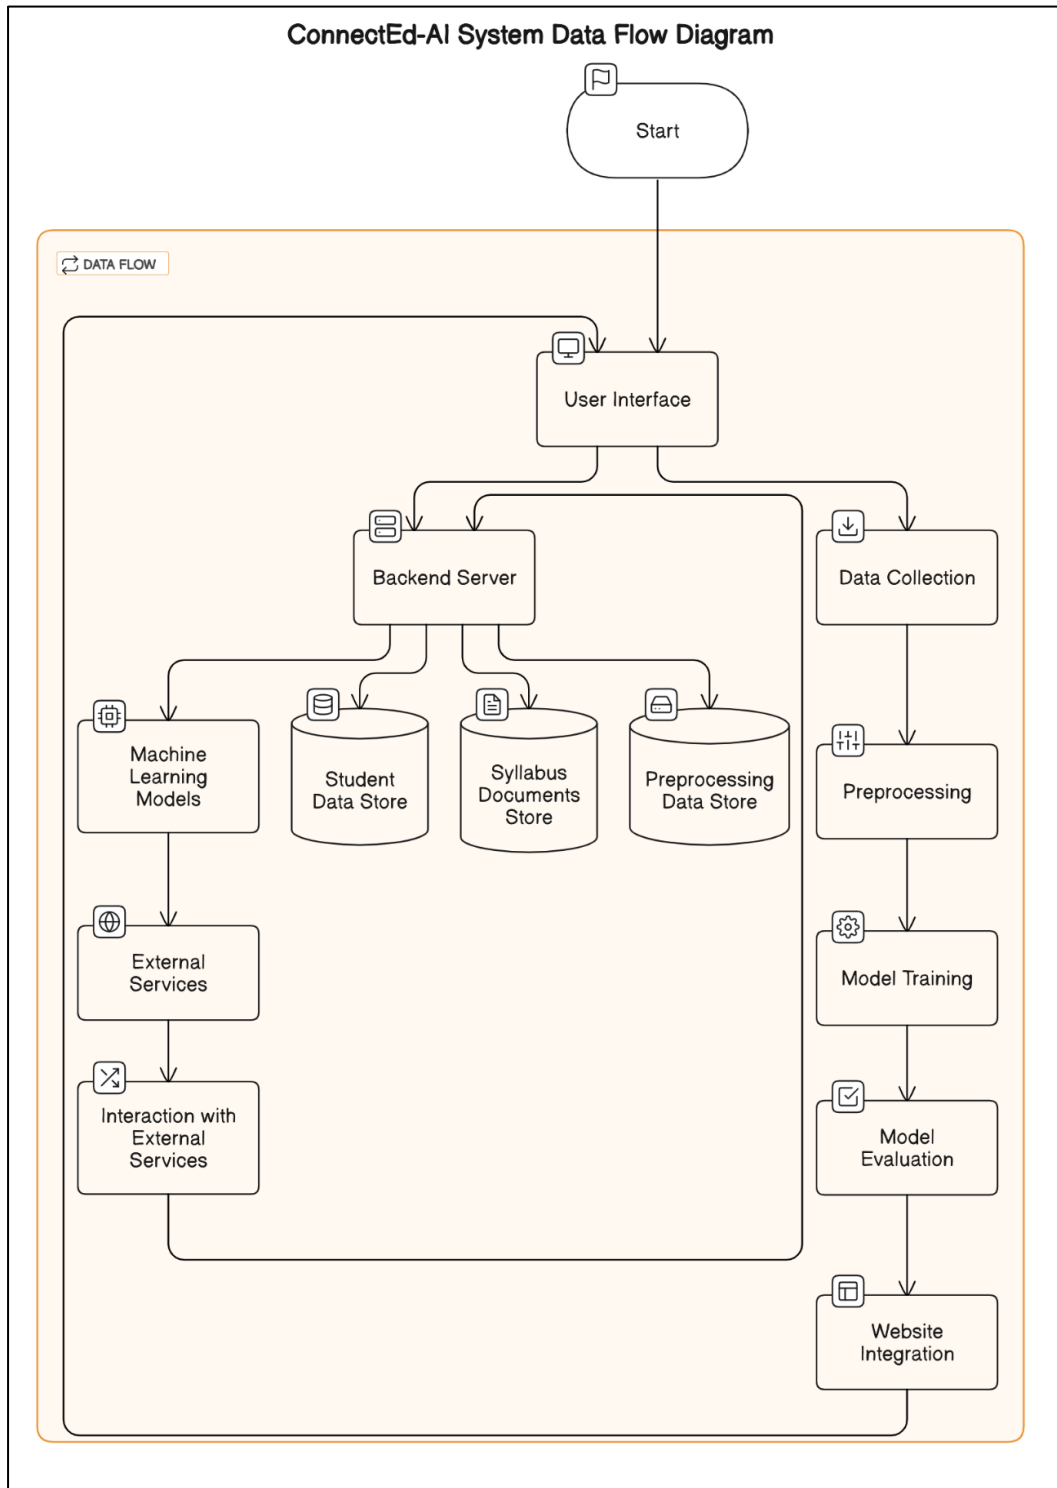 ConnectEd-AI System Data Flow Diagram
Start
DATA FLOW
User Interface
Backend Server
Data Collection
Machine
Learning
Models
Student
Data Store
Syllabus
Documents
Store
Preprocessing
Data Store
Preprocessing
External
Services
Model Training
Interaction with
External
Services
Model
Evaluation
Website
Integration